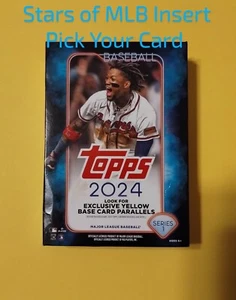 Stars of MLB Insert
Pick Your Card
BASEBALL
Topps
2024
LOOK FOR
EXCLUSIVE YELLOW
BASE CARD PARALLELS
MAJOR LEAGUE BASEBALL
SERIES
1